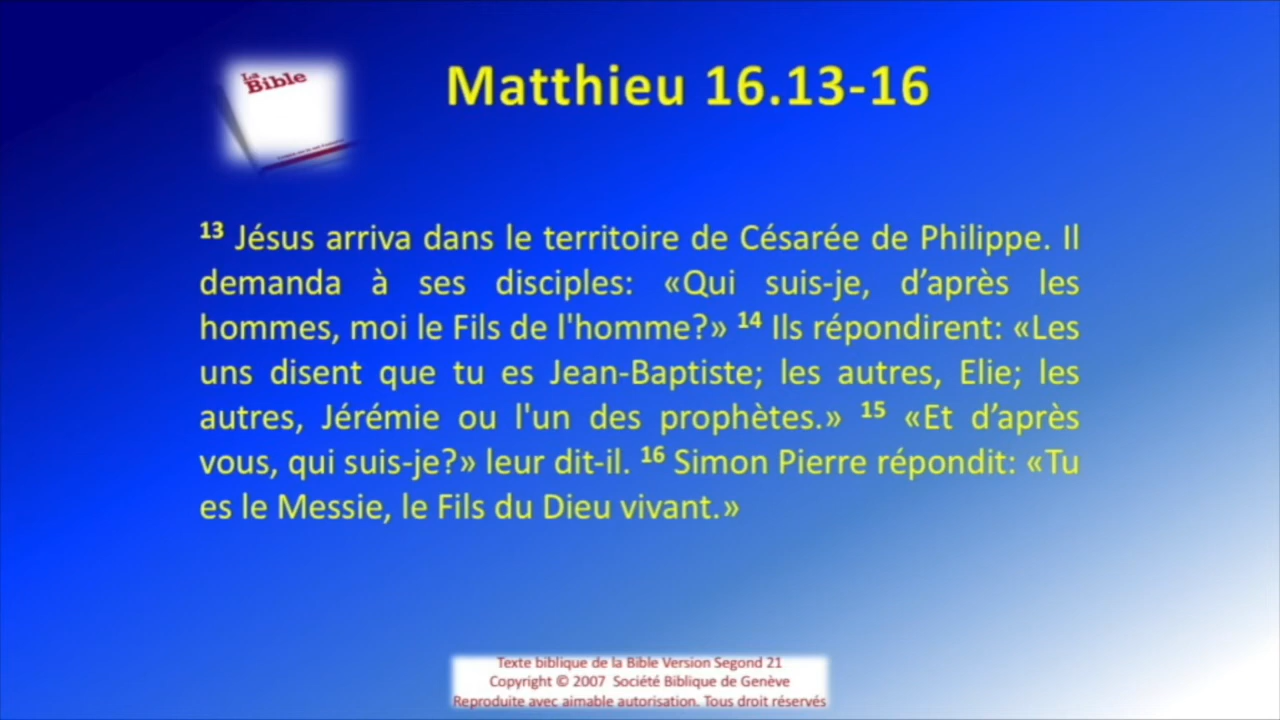 La
Bible
Matthieu 16.13-16
13 Jésus arriva dans le territoire de Césarée de Philippe. Il
demanda à ses disciples: «Qui suis-je, d’après les
hommes, moi le Fils de l'homme?» 14 Ils répondirent: «Les
uns disent que tu es Jean-Baptiste; les autres, Elie; les
autres, Jérémie ou l'un des prophètes.» 15 «Et d’après
vous, qui suis-je?» leur dit-il. 16 Simon Pierre répondit: «Tu
es le Messie, le Fils du Dieu vivant.»
Texte biblique de la Bible Version Segond 21
Copyright © 2007 Société Biblique de Genève
Reproduite avec aimable autorisation. Tous droit réservés